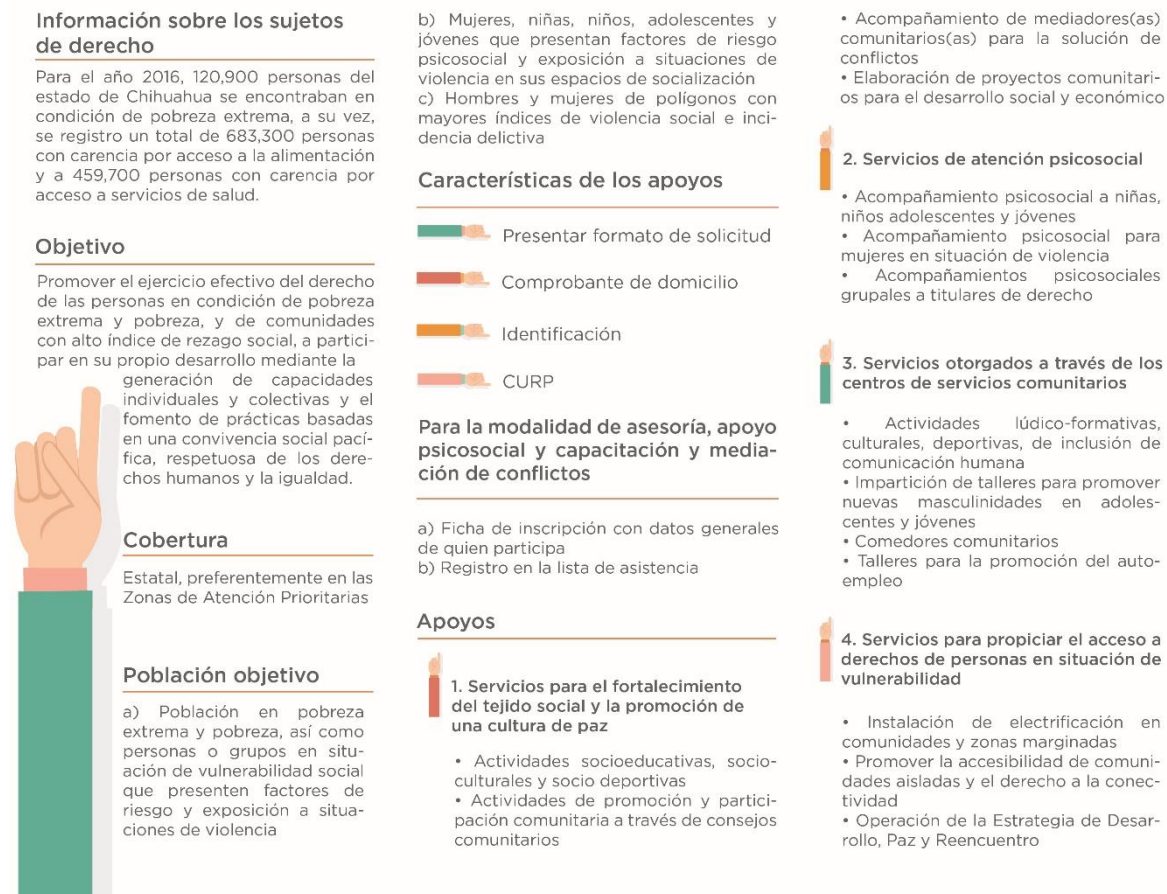 Información sobre los sujetos
de derecho
Para el año 2016, 120,900 personas del
estado de Chihuahua se encontraban en
condición de pobreza extrema, a su vez,
se registro un total de 683,300 personas
con carencia por acceso a la alimentación
y a 459,700 personas con carencia por
acceso a servicios de salud.
Objetivo
Promover el ejercicio efectivo del derecho
de las personas en condición de pobreza
extrema y pobreza, y de comunidades
con alto índice de rezago social, a partici-
par en su propio desarrollo mediante la
generación de capacidades
individuales y colectivas y el
fomento de prácticas basadas
en una convivencia social pací-
fica, respetuosa de los dere-
chos humanos y la igualdad.
Cobertura
Estatal, preferentemente en las
Zonas de Atención Prioritarias
Población objetivo
a) Población en pobreza
extrema y pobreza, así como
personas o grupos en situ-
ación de vulnerabilidad social
que presenten factores de
riesgo y exposición a situa-
ciones de violencia
b) Mujeres, niñas, niños, adolescentes y
jóvenes que presentan factores de riesgo
psicosocial y exposición a situaciones de
violencia en sus espacios de socialización
c) Hombres y mujeres de polígonos con
mayores índices de violencia social e inci-
dencia delictiva
Características de los apoyos
Presentar formato de solicitud
Comprobante de domicilio
Identificación
CURP
Para la modalidad de asesoría, apoyo
psicosocial y capacitación y media-
ción de conflictos
a) Ficha de inscripción con datos generales
de quien participa
b) Registro en la lista de asistencia
Apoyos
1. Servicios para el fortalecimiento
del tejido social y la promoción de
una cultura de paz
• Actividades socioeducativas, socio-
culturales y socio deportivas
• Actividades de promoción y partici-
pación comunitaria a través de consejos
comunitarios
• Acompañamiento de mediadores(as)
comunitarios(as) para la solución de
conflictos
• Elaboración de proyectos comunitari-
os para el desarrollo social y económico
2. Servicios de atención psicosocial
• Acompañamiento psicosocial a niñas,
niños adolescentes y jóvenes
• Acompañamiento psicosocial para
mujeres en situación de violencia
• Acompañamientos psicosociales
grupales a titulares de derecho
3. Servicios otorgados a través de los
centros de servicios comunitarios
• Actividades lúdico-formativas,
culturales, deportivas, de inclusión de
comunicación humana
• Impartición de talleres para promover
nuevas masculinidades en adoles-
centes y jóvenes
• Comedores comunitarios
• Talleres para la promoción del auto-
empleo
4. Servicios para propiciar el acceso a
derechos de personas en situación de
vulnerabilidad
• Instalación de electrificación en
comunidades y zonas marginadas
• Promover la accesibilidad de comuni-
dades aisladas y el derecho a la conec-
tividad
• Operación de la Estrategia de Desar-
rollo, Paz y Reencuentro